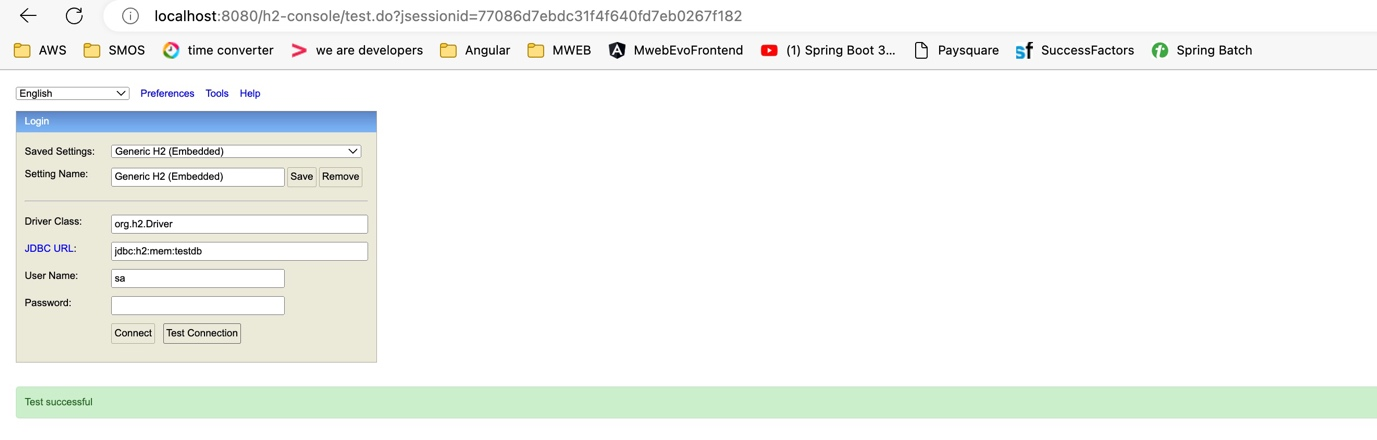 localhost:8080/h2-console/test.do?jsessionid=77086d7ebdc31f4f640fd7eb0267f182
AWS SMOS time converter we are developers Angular MWEB MwebEvoFrontend (1) Spring Boot 3... Paysquare SuccessFactors Spring Batch
English Preferences Tools Help
Login
Saved Settings: Generic H2 (Embedded)
Setting Name: Generic H2 (Embedded) Save Remove
Driver Class: org.h2.Driver
JDBC URL: jdbc:h2:mem:testdb
User Name: sa
Password:
Connect Test Connection
Test successful